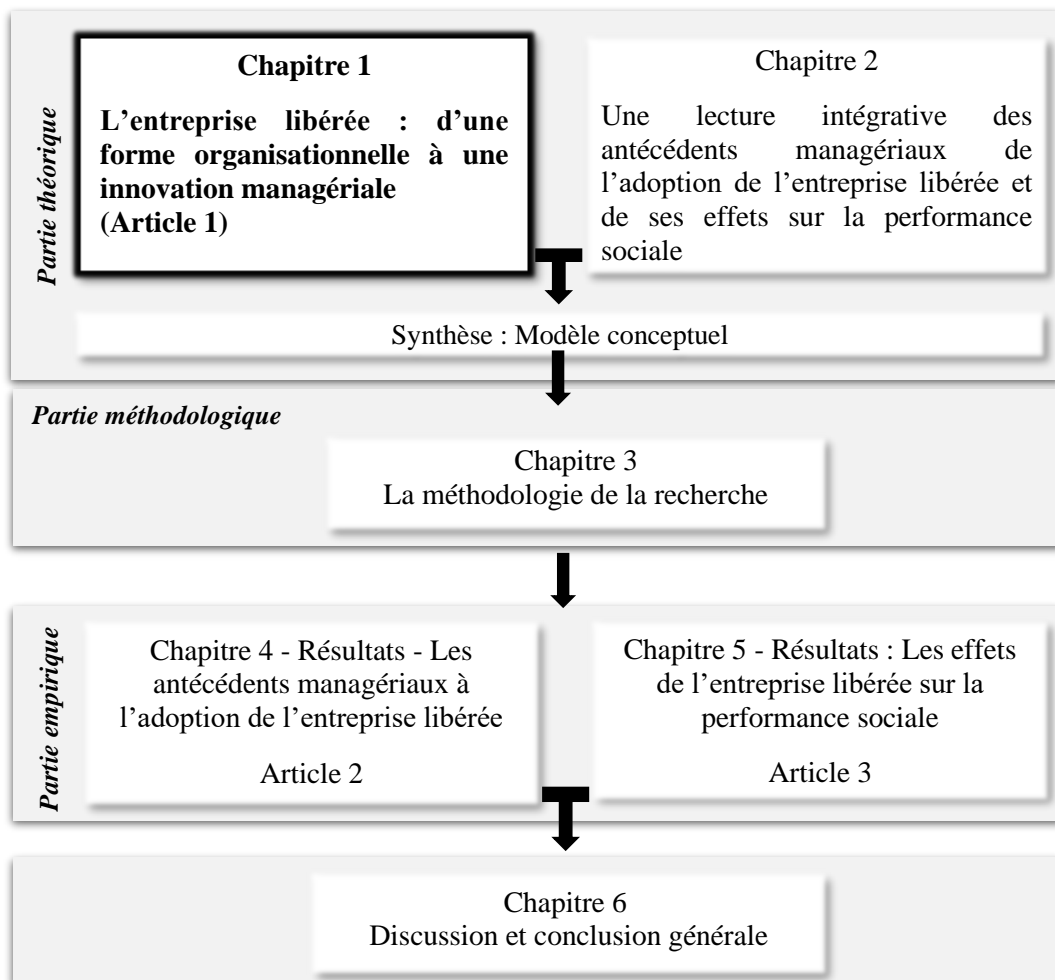 Partie théorique
Chapitre 1
L’entreprise libérée : d’une
forme organisationnelle à une
innovation managériale
(Article 1)
Chapitre 2
Une lecture intégrative des
antécédents managériaux de
l’adoption de l’entreprise libérée et
de ses effets sur la performance
sociale
Synthèse : Modèle conceptuel
Partie méthodologique
Chapitre 3
La méthodologie de la recherche
Partie empirique
Chapitre 4 - Résultats - Les
antécédents managériaux à
l’adoption de l’entreprise libérée
Article 2
Chapitre 5 - Résultats : Les effets
de l’entreprise libérée sur la
performance sociale
Article 3
Chapitre 6
Discussion et conclusion générale